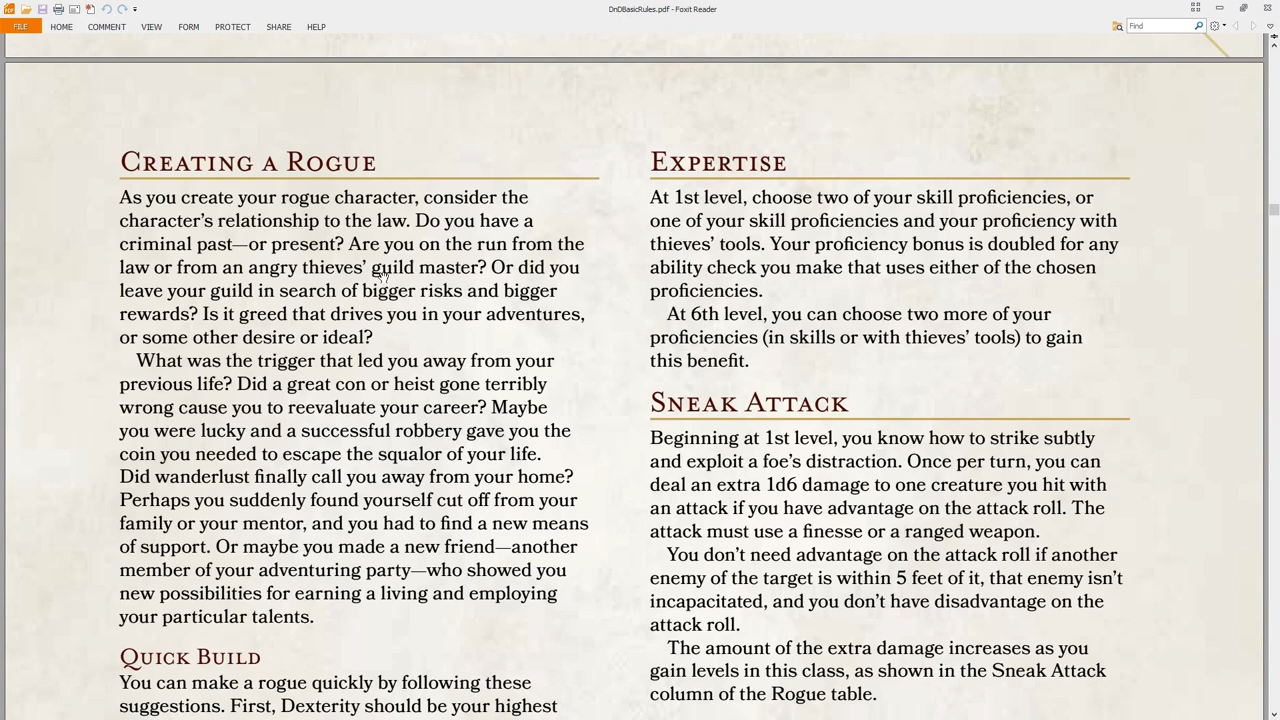 DnDBasicRules.pdf - Foxit Reader
FILE HOME COMMENT VIEW FORM PROTECT SHARE HELP
Find
Creating a Rogue
As you create your rogue character, consider the
character’s relationship to the law. Do you have a
criminal past—or present? Are you on the run from the
law or from an angry thieves’ guild master? Or did you
leave your guild in search of bigger risks and bigger
rewards? Is it greed that drives you in your adventures,
or some other desire or ideal?
What was the trigger that led you away from your
previous life? Did a great con or heist gone terribly
wrong cause you to reevaluate your career? Maybe
you were lucky and a successful robbery gave you the
coin you needed to escape the squalor of your life.
Did wanderlust finally call you away from your home?
Perhaps you suddenly found yourself cut off from your
family or your mentor, and you had to find a new means
of support. Or maybe you made a new friend—another
member of your adventuring party—who showed you
new possibilities for earning a living and employing
your particular talents.
Quick Build
You can make a rogue quickly by following these
suggestions. First, Dexterity should be your highest
Expertise
At 1st level, choose two of your skill proficiencies, or
one of your skill proficiencies and your proficiency with
thieves’ tools. Your proficiency bonus is doubled for any
ability check you make that uses either of the chosen
proficiencies.
At 6th level, you can choose two more of your
proficiencies (in skills or with thieves’ tools) to gain
this benefit.
Sneak Attack
Beginning at 1st level, you know how to strike subtly
and exploit a foe’s distraction. Once per turn, you can
deal an extra 1d6 damage to one creature you hit with
an attack if you have advantage on the attack roll. The
attack must use a finesse or a ranged weapon.
You don’t need advantage on the attack roll if another
enemy of the target is within 5 feet of it, that enemy isn’t
incapacitated, and you don’t have disadvantage on the
attack roll.
The amount of the extra damage increases as you
gain levels in this class, as shown in the Sneak Attack
column of the Rogue table.